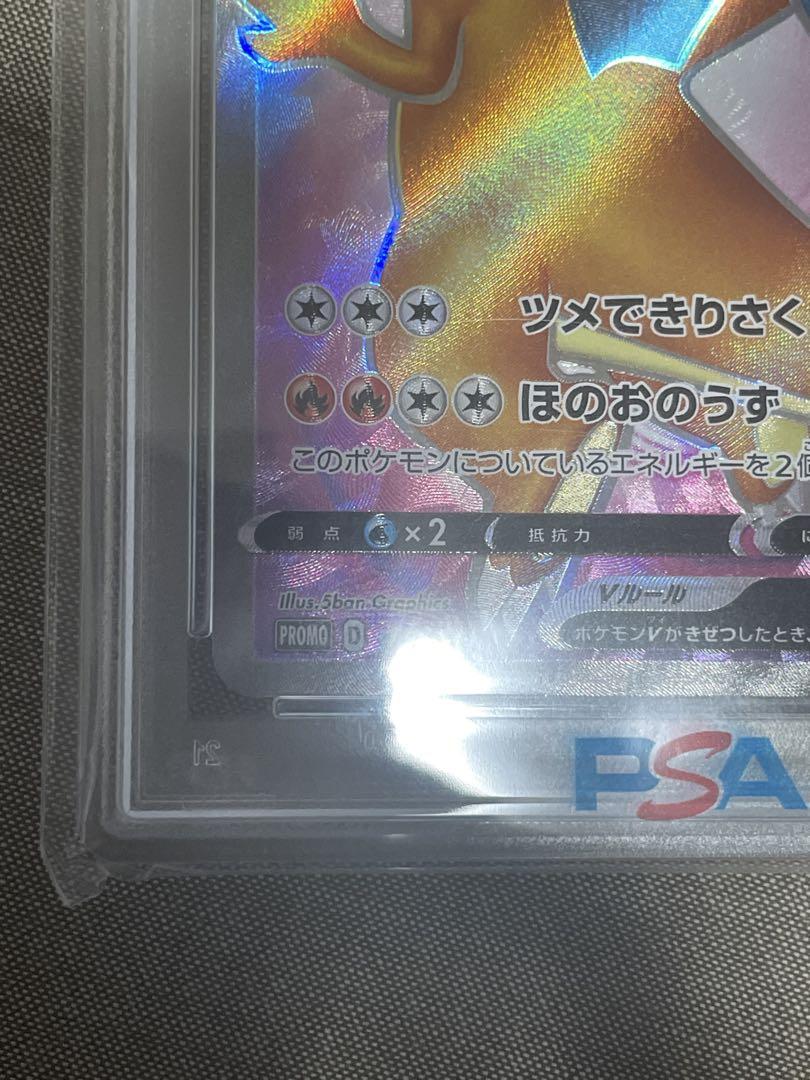 ツメできりさく
ほのおのうず
このポケモンについているエネルギーを2個
弱点 ×2 抵抗力 に
Illus.5ban Graphics
Vルール
PROMO D
ポケモンVがきぜつしたとき、
21
PSA